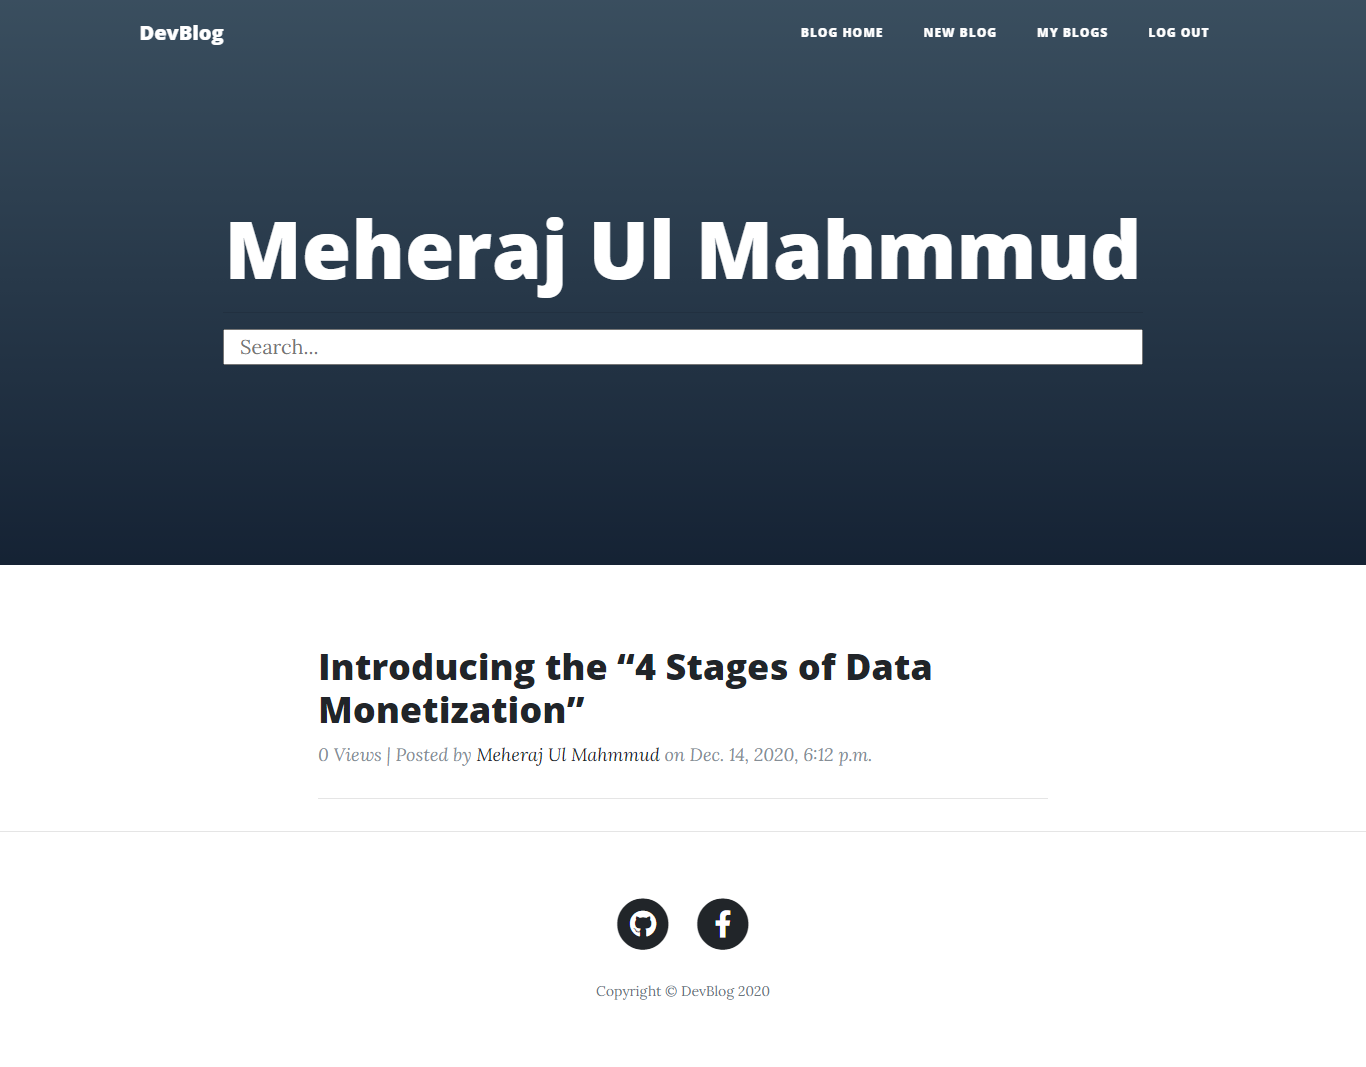 DevBlog
BLOG HOME
NEW BLOG
MY BLOGS
LOG OUT
Meheraj Ul Mahmmud
Search...
Introducing the “4 Stages of Data
Monetization”
0 Views | Posted by Meheraj Ul Mahmmud on Dec. 14, 2020, 6:12 p.m.
Copyright © DevBlog 2020